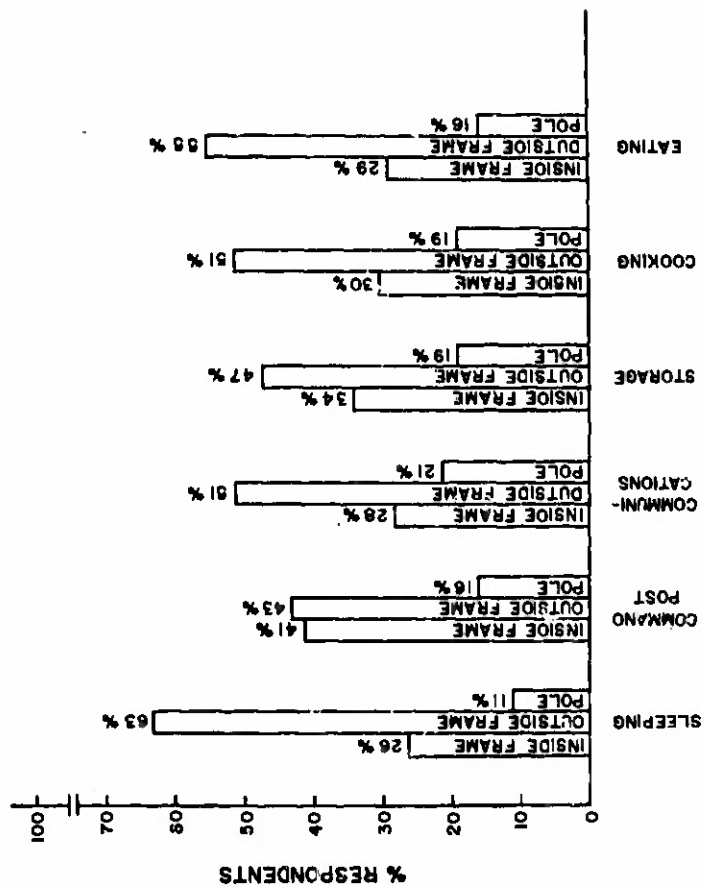 % RESPONDENTS
0 10 20 30 40 50 60 70 100
SLEEPING
INSIDE FRAME 26%
OUTSIDE FRAME 63%
POLE 11%
COMMAND
POST
INSIDE FRAME 41%
OUTSIDE FRAME 43%
POLE 16%
COMMUNI-
CATIONS
INSIDE FRAME 28%
OUTSIDE FRAME 51%
POLE 21%
STORAGE
INSIDE FRAME 34%
OUTSIDE FRAME 47%
POLE 19%
COOKING
INSIDE FRAME 30%
OUTSIDE FRAME 51%
POLE 19%
EATING
INSIDE FRAME 29%
OUTSIDE FRAME 55%
POLE 16%